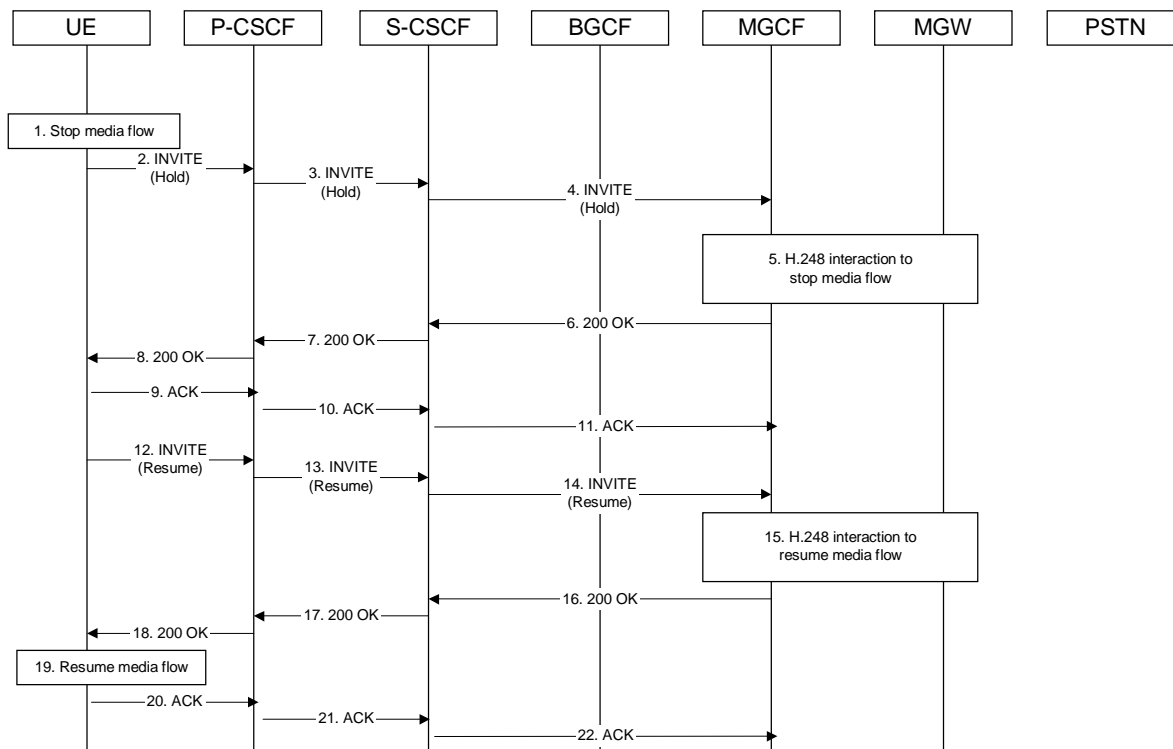 UE
P-CSCF
S-CSCF
BGCF
MGCF
MGW
PSTN
1. Stop media flow
2. INVITE
(Hold)
3. INVITE
(Hold)
4. INVITE
(Hold)
5. H.248 interaction to
stop media flow
6. 200 OK
7. 200 OK
8. 200 OK
9. ACK
10. ACK
11. ACK
12. INVITE
(Resume)
13. INVITE
(Resume)
14. INVITE
(Resume)
15. H.248 interaction to
resume media flow
16. 200 OK
17. 200 OK
18. 200 OK
19. Resume media flow
20. ACK
21. ACK
22. ACK